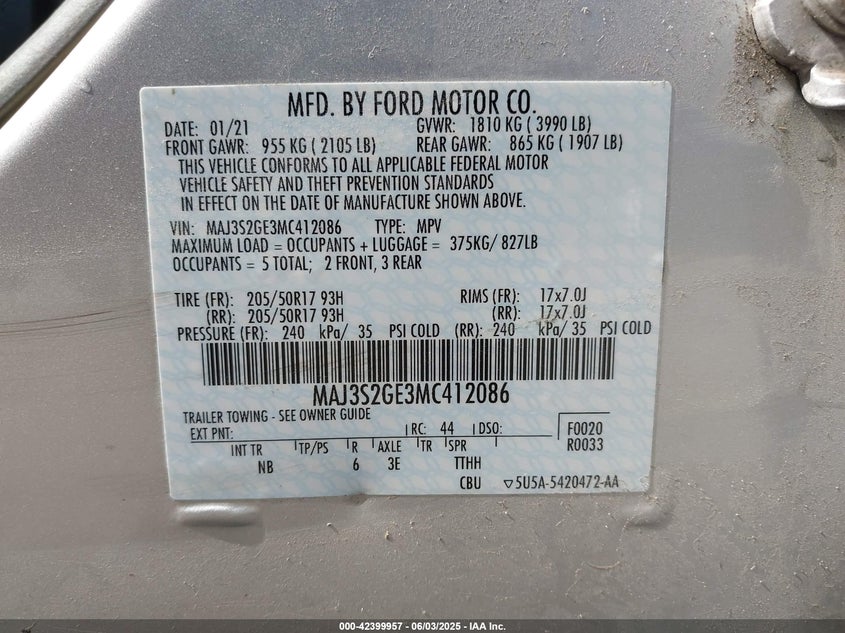 MFD. BY FORD MOTOR CO.
DATE: 01/21 GVWR: 1810 KG ( 3990 LB)
FRONT GAWR: 955 KG ( 2105 LB) REAR GAWR: 865 KG ( 1907 LB)
THIS VEHICLE CONFORMS TO ALL APPLICABLE FEDERAL MOTOR
VEHICLE SAFETY AND THEFT PREVENTION STANDARDS
IN EFFECT ON THE DATE OF MANUFACTURE SHOWN ABOVE.
VIN: MAJ3S2GE3MC412086 TYPE: MPV
MAXIMUM LOAD = OCCUPANTS + LUGGAGE = 375KG/ 827LB
OCCUPANTS = 5 TOTAL; 2 FRONT, 3 REAR
TIRE (FR): 205/50R17 93H RIMS (FR): 17x7.0J
(RR): 205/50R17 93H (RR): 17x7.0J
PRESSURE (FR): 240 kPa/ 35 PSI COLD (RR): 240 kPa/ 35 PSI COLD
MAJ3S2GE3MC412086
TRAILER TOWING - SEE OWNER GUIDE
EXT PNT: RC: 44 DSO: F0020
R0033
INT TR TP/PS R AXLE TR SPR
NB 6 3E TTHH
CBU ▽5U5A-5420472-AA
000-42399957 - 06/03/2025 - IAA Inc.